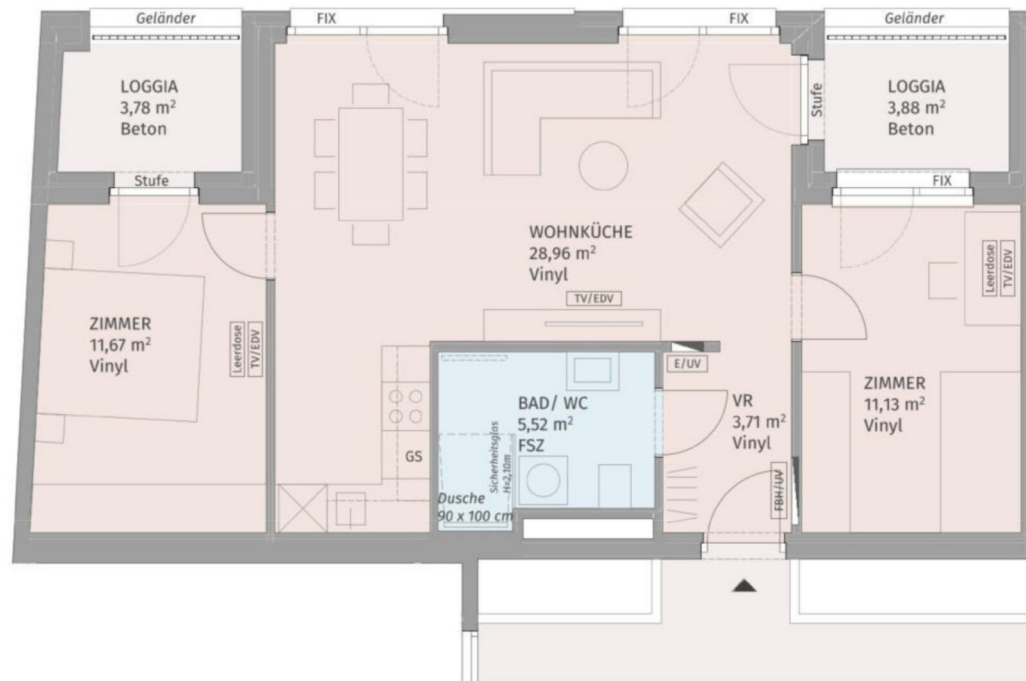 Geländer
FIX
FIX
Geländer
LOGGIA
3,78 m²
Beton
Stufe
LOGGIA
3,88 m²
Beton
Stufe
FIX
WOHNKÜCHE
28,96 m²
Vinyl
TV/EDV
ZIMMER
11,67 m²
Vinyl
Leerdose
TV/EDV
Leerdose
TV/EDV
E/UV
BAD/ WC
5,52 m²
FSZ
VR
3,71 m²
Vinyl
ZIMMER
11,13 m²
Vinyl
GS
Sicherheitsglas
H=2,10m
Dusche
90 x 100 cm
FBH/UV